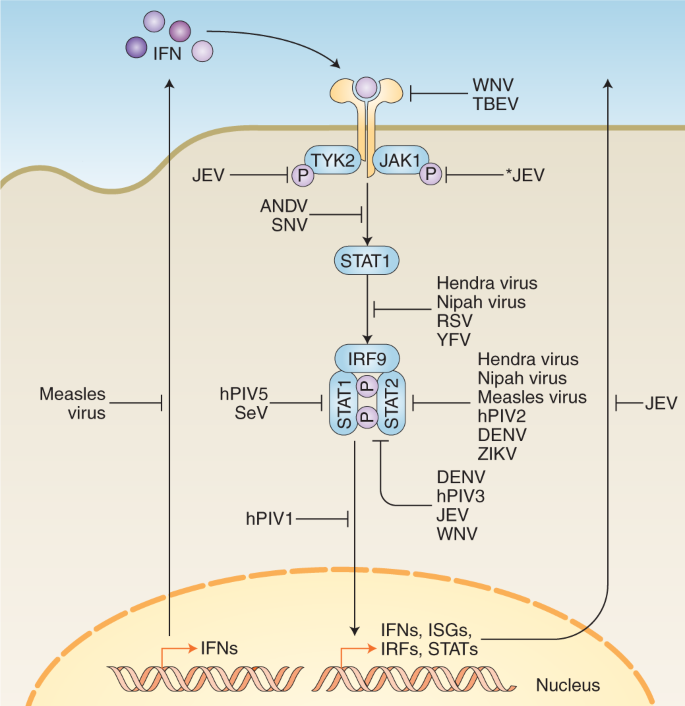 IFN
WNV
TBEV
TYK2
JAK1
P
P
JEV
*JEV
ANDV
SNV
STAT1
Hendra virus
Nipah virus
RSV
YFV
IRF9
STAT1
P
P
STAT2
hPIV5
SeV
Hendra virus
Nipah virus
Measles virus
hPIV2
DENV
ZIKV
Measles
virus
JEV
DENV
hPIV3
JEV
WNV
hPIV1
IFNs
IFNs, ISGs,
IRFs, STATs
Nucleus